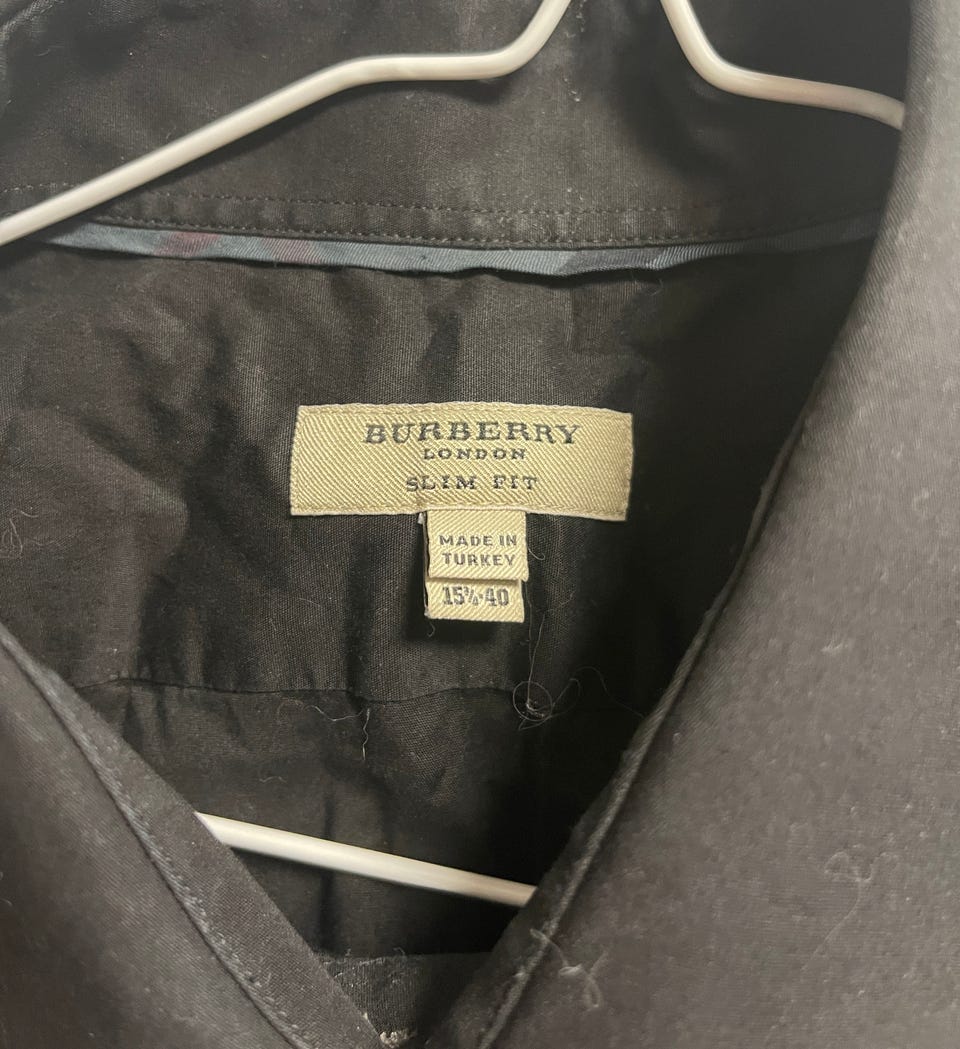 BURBERRY
LONDON
SLIM FIT
MADE IN
TURKEY
15¾-40